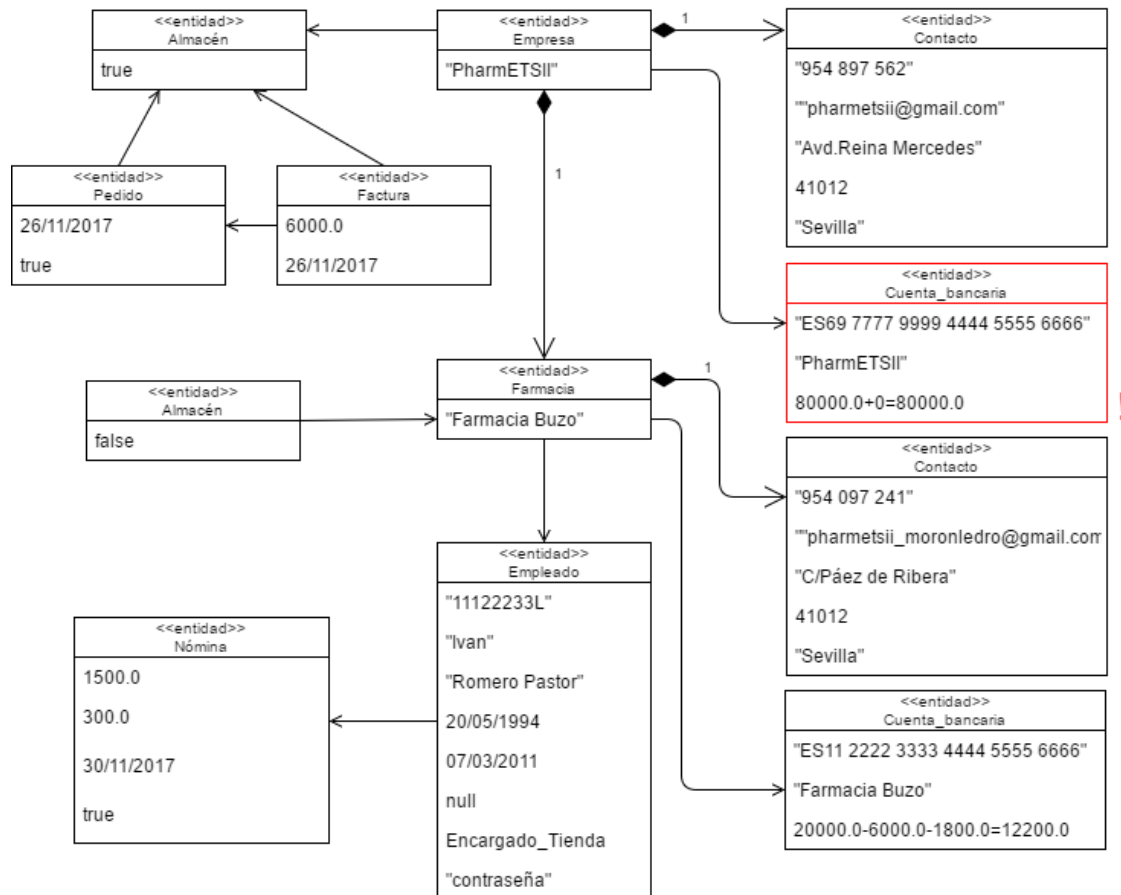 <<entidad>>
Almacén
true
<<entidad>>
Empresa
"PharmETSII"
1
<<entidad>>
Contacto
"954 897 562"
""pharmetsii@gmail.com"
"Avd.Reina Mercedes"
41012
"Sevilla"
<<entidad>>
Pedido
26/11/2017
true
<<entidad>>
Factura
6000.0
26/11/2017
1
<<entidad>>
Cuenta_bancaria
"ES69 7777 9999 4444 5555 6666"
"PharmETSII"
80000.0+0=80000.0
<<entidad>>
Almacén
false
<<entidad>>
Farmacia
"Farmacia Buzo"
1
<<entidad>>
Contacto
"954 097 241"
""pharmetsii_moronledro@gmail.com
"C/Páez de Ribera"
41012
"Sevilla"
<<entidad>>
Nómina
1500.0
300.0
30/11/2017
true
<<entidad>>
Empleado
"11122233L"
"Ivan"
"Romero Pastor"
20/05/1994
07/03/2011
null
Encargado_Tienda
"contraseña"
<<entidad>>
Cuenta_bancaria
"ES11 2222 3333 4444 5555 6666"
"Farmacia Buzo"
20000.0-6000.0-1800.0=12200.0